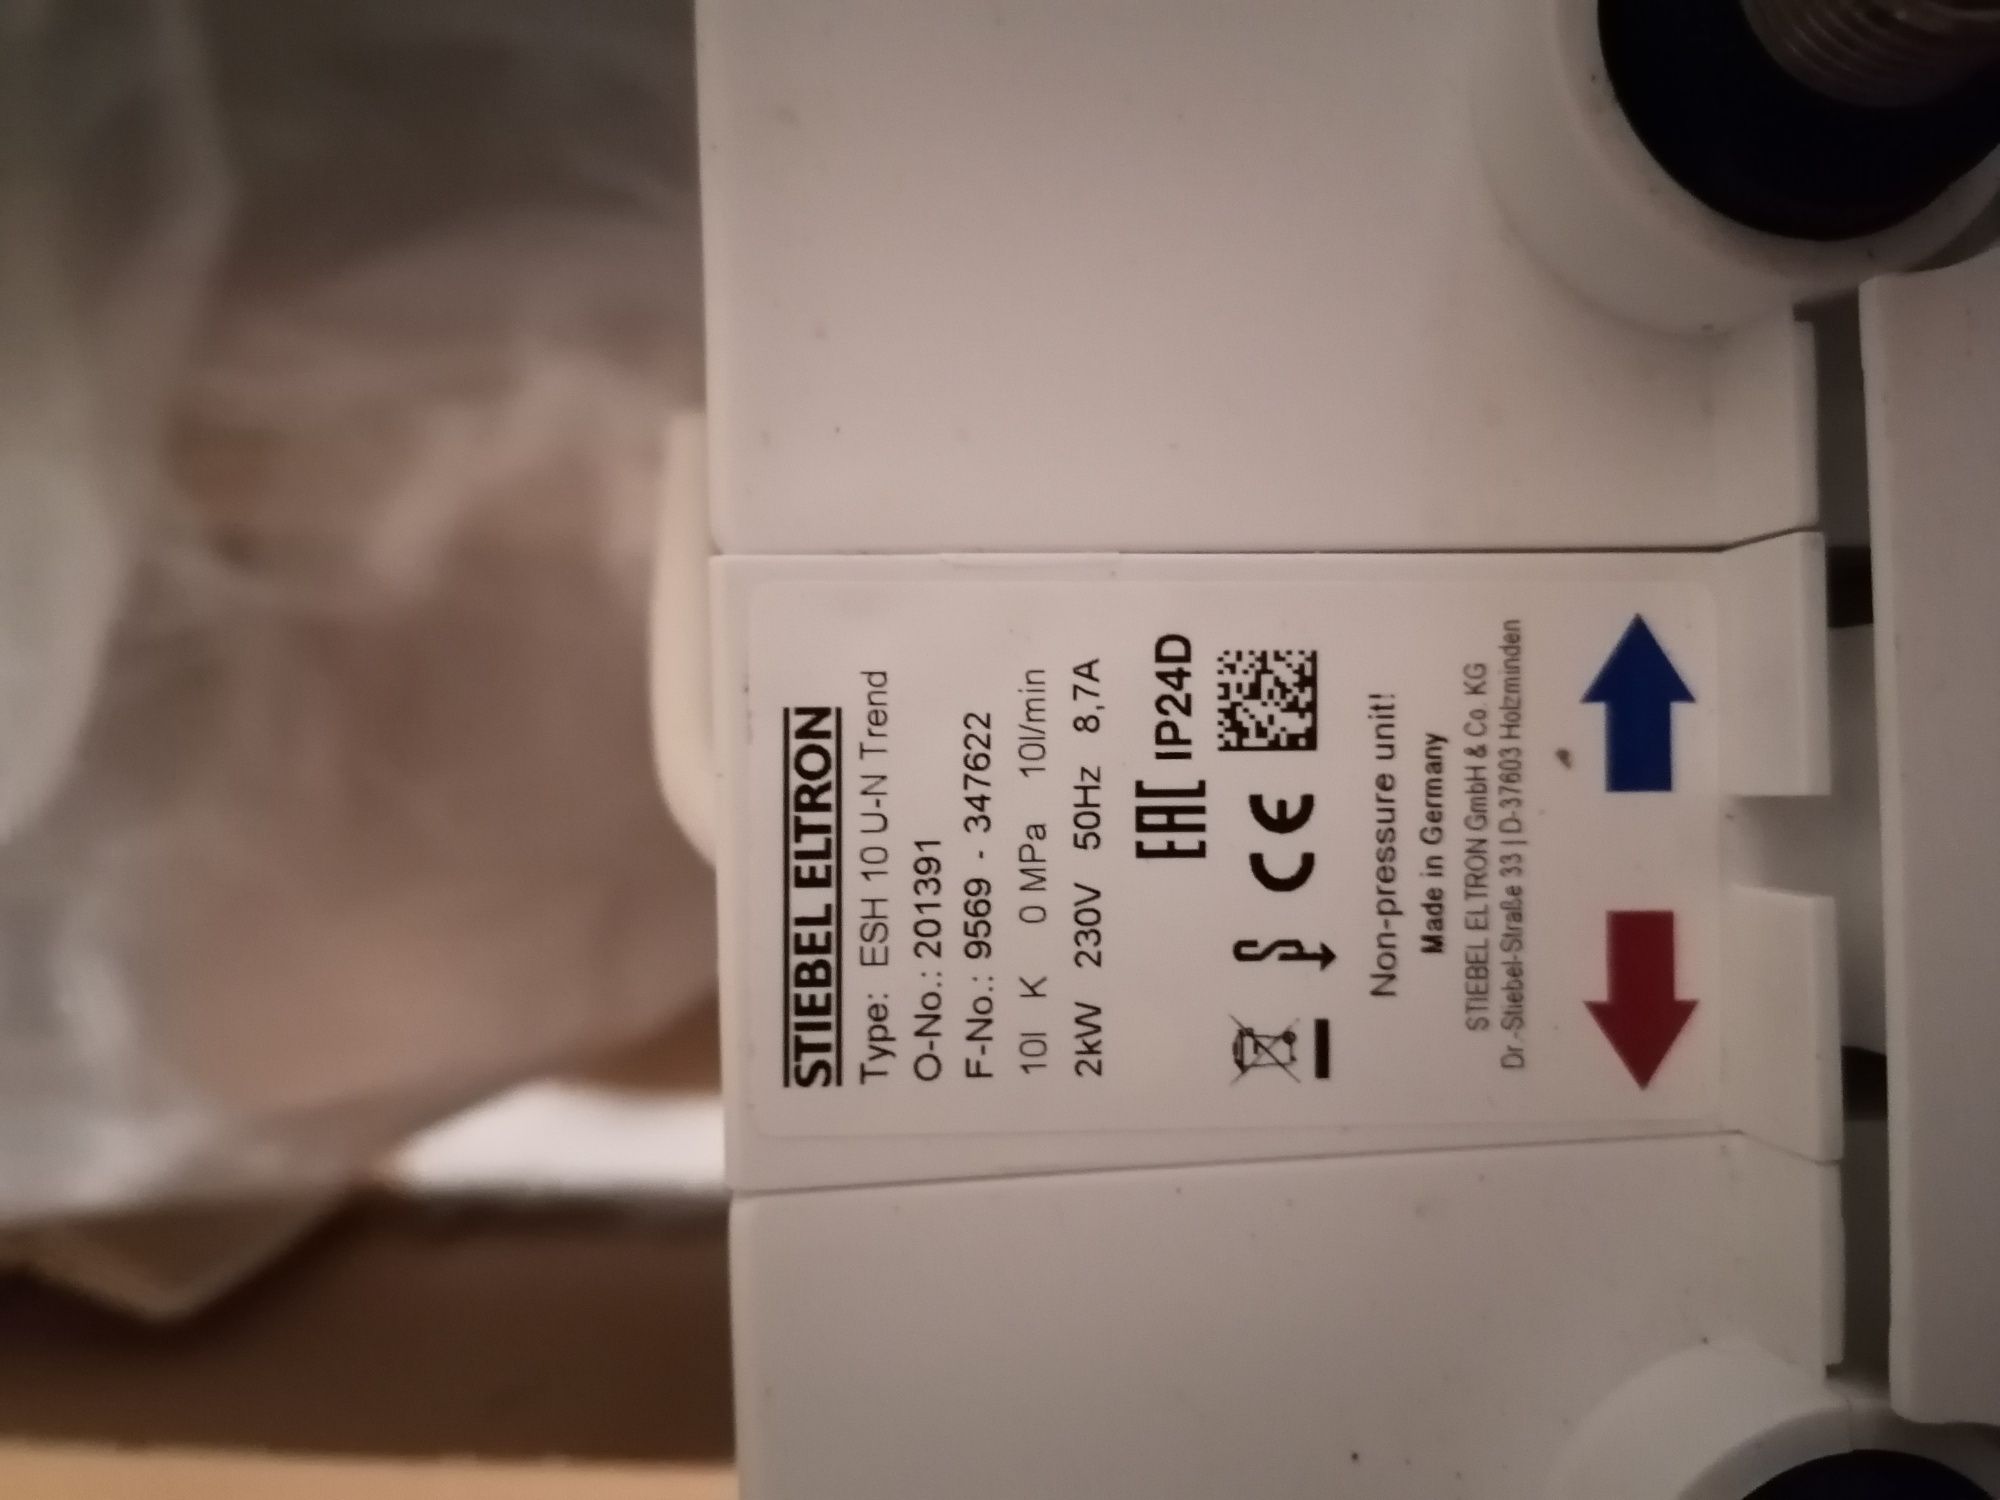 STIEBEL ELTRON
Type: ESH 10 U-N Trend
O-No.: 201391
F-No.: 9569 - 347622
10l K 0 MPa 10l/min
2kW 230V 50Hz 8,7A
EAC IP24D
CE
Non-pressure unit!
Made in Germany
STIEBEL ELTRON GmbH & Co. KG
Dr.-Stiebel-Straße 33 | D-37603 Holzminden